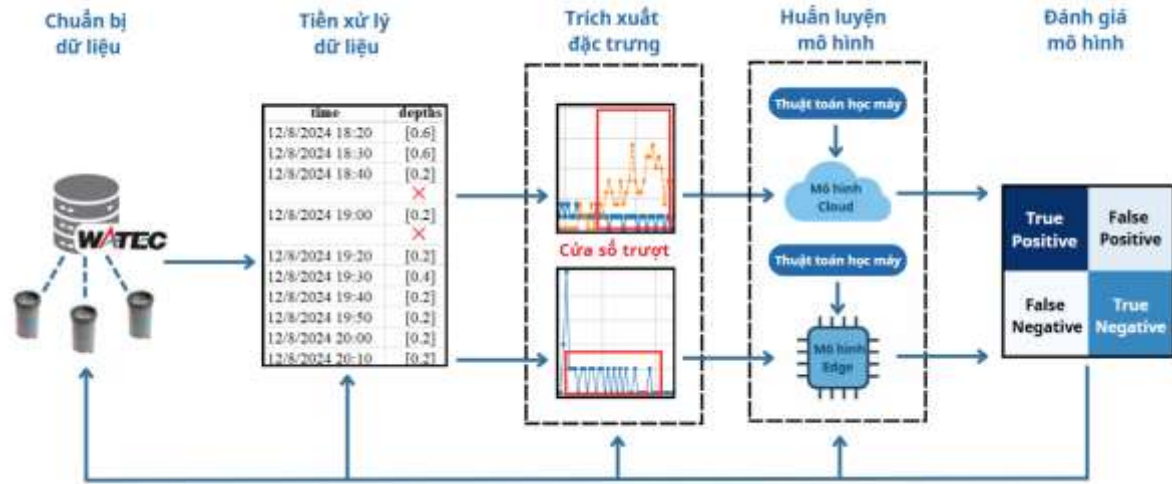 Chuẩn bị
dữ liệu
Tiền xử lý
dữ liệu
Trích xuất
đặc trưng
Huấn luyện
mô hình
Đánh giá
mô hình
WATEC
time depths
12/8/2024 18:20 [0.6]
12/8/2024 18:30 [0.6]
12/8/2024 18:40 [0.2]
12/8/2024 19:00 [0.2]
12/8/2024 19:20 [0.2]
12/8/2024 19:30 [0.4]
12/8/2024 19:40 [0.2]
12/8/2024 19:50 [0.2]
12/8/2024 20:00 [0.2]
12/8/2024 20:10 [0.2]
Cửa sổ trượt
Thuật toán học máy
Mô hình
Cloud
Thuật toán học máy
Mô hình
Edge
True
Positive
False
Positive
False
Negative
True
Negative